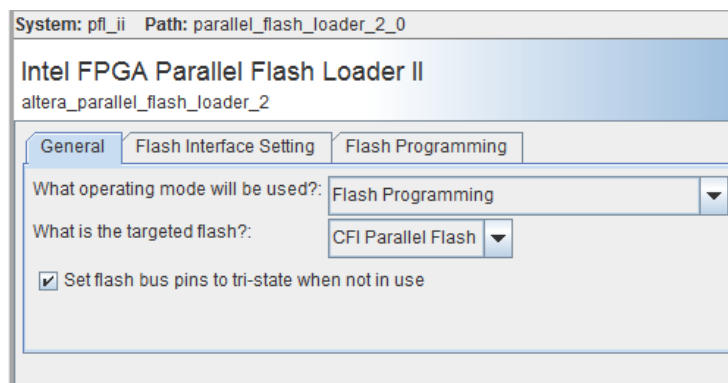 System: pfl_ii Path: parallel_flash_loader_2_0
Intel FPGA Parallel Flash Loader II
altera_parallel_flash_loader_2
General Flash Interface Setting Flash Programming
What operating mode will be used?: Flash Programming
What is the targeted flash?: CFI Parallel Flash
Set flash bus pins to tri-state when not in use